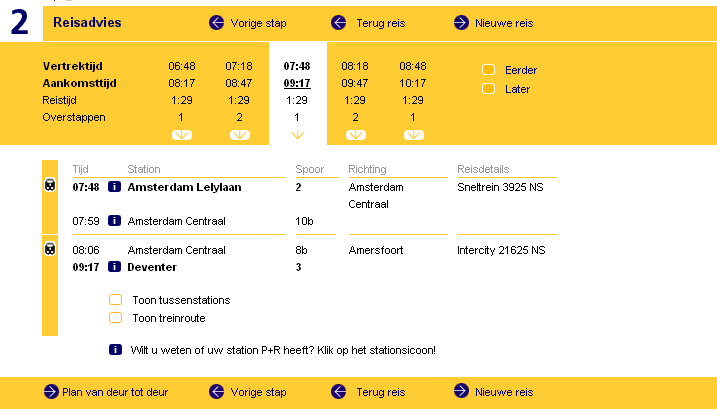 2 Reisadvies Vorige stap Terug reis Nieuwe reis
Vertrektijd 06:48 07:18 07:48 08:18 08:48 Eerder
Aankomsttijd 08:17 08:47 09:17 09:47 10:17 Later
Reistijd 1:29 1:29 1:29 1:29 1:29
Overstappen 1 2 1 2 1
Tijd Station Spoor Richting Reisdetails
07:48 i Amsterdam Lelylaan 2 Amsterdam Sneltrein 3925 NS
Centraal
07:59 i Amsterdam Centraal 10b
08:06 Amsterdam Centraal 8b Amersfoort Intercity 21625 NS
09:17 i Deventer 3
Toon tussenstations
Toon treinroute
i Wilt u weten of uw station P+R heeft? Klik op het stationsicoon!
Plan van deur tot deur Vorige stap Terug reis Nieuwe reis